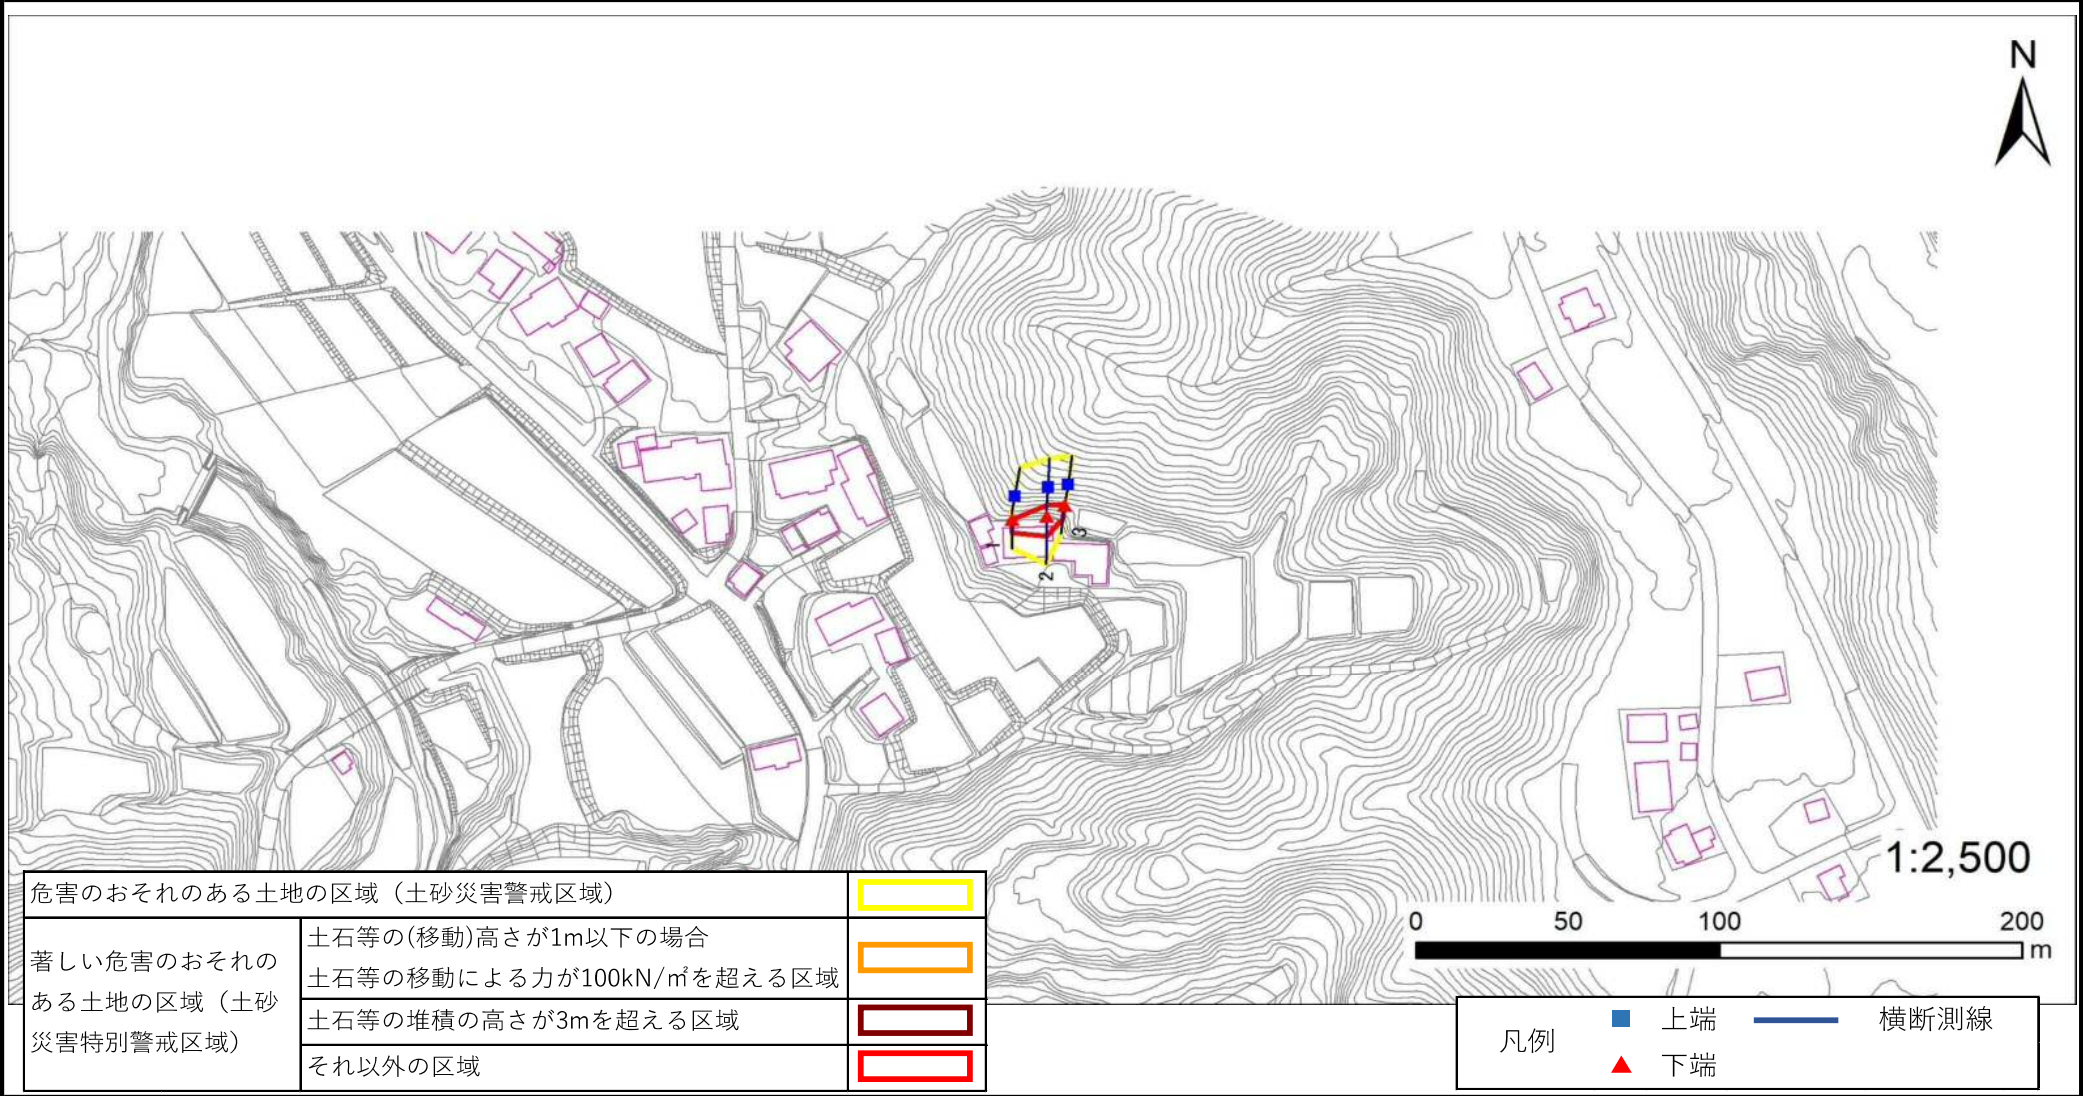 N
1
2
3
1:2,500
0 50 100 200
m
危害のおそれのある土地の区域（土砂災害警戒区域）
著しい危害のおそれの
ある土地の区域（土砂
災害特別警戒区域）
土石等の(移動)高さが1m以下の場合
土石等の移動による力が100kN/㎡を超える区域
土石等の堆積の高さが3mを超える区域
それ以外の区域
凡例
上端
横断測線
下端